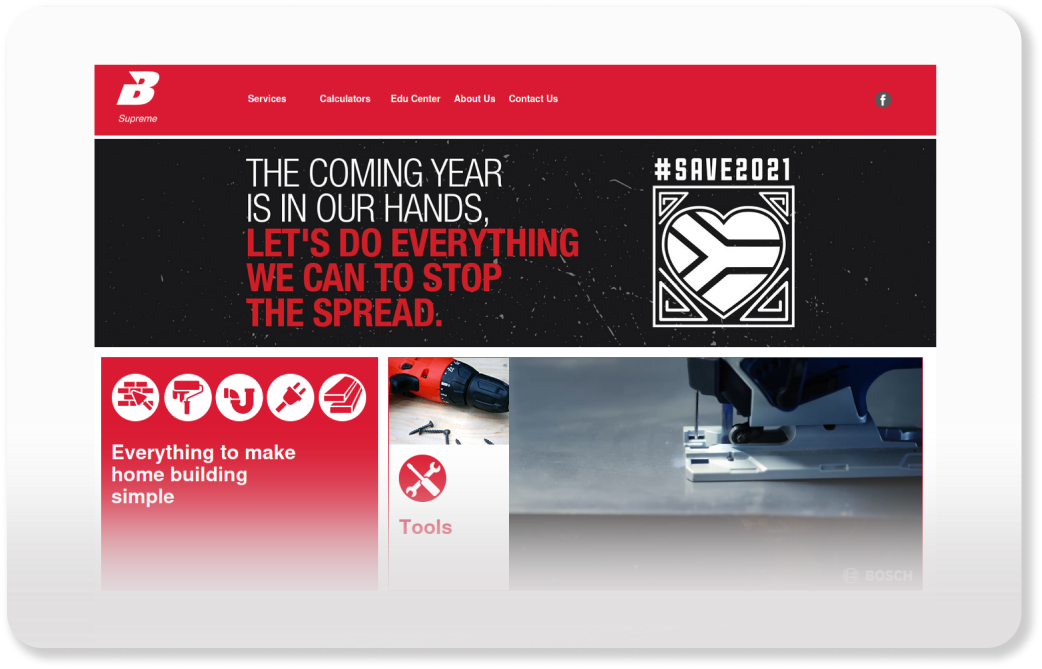 B
Supreme
Services Calculators Edu Center About Us Contact Us f
THE COMING YEAR
IS IN OUR HANDS,
LET'S DO EVERYTHING
WE CAN TO STOP
THE SPREAD.
#SAVE2021
Everything to make
home building
simple
Tools
BOSCH